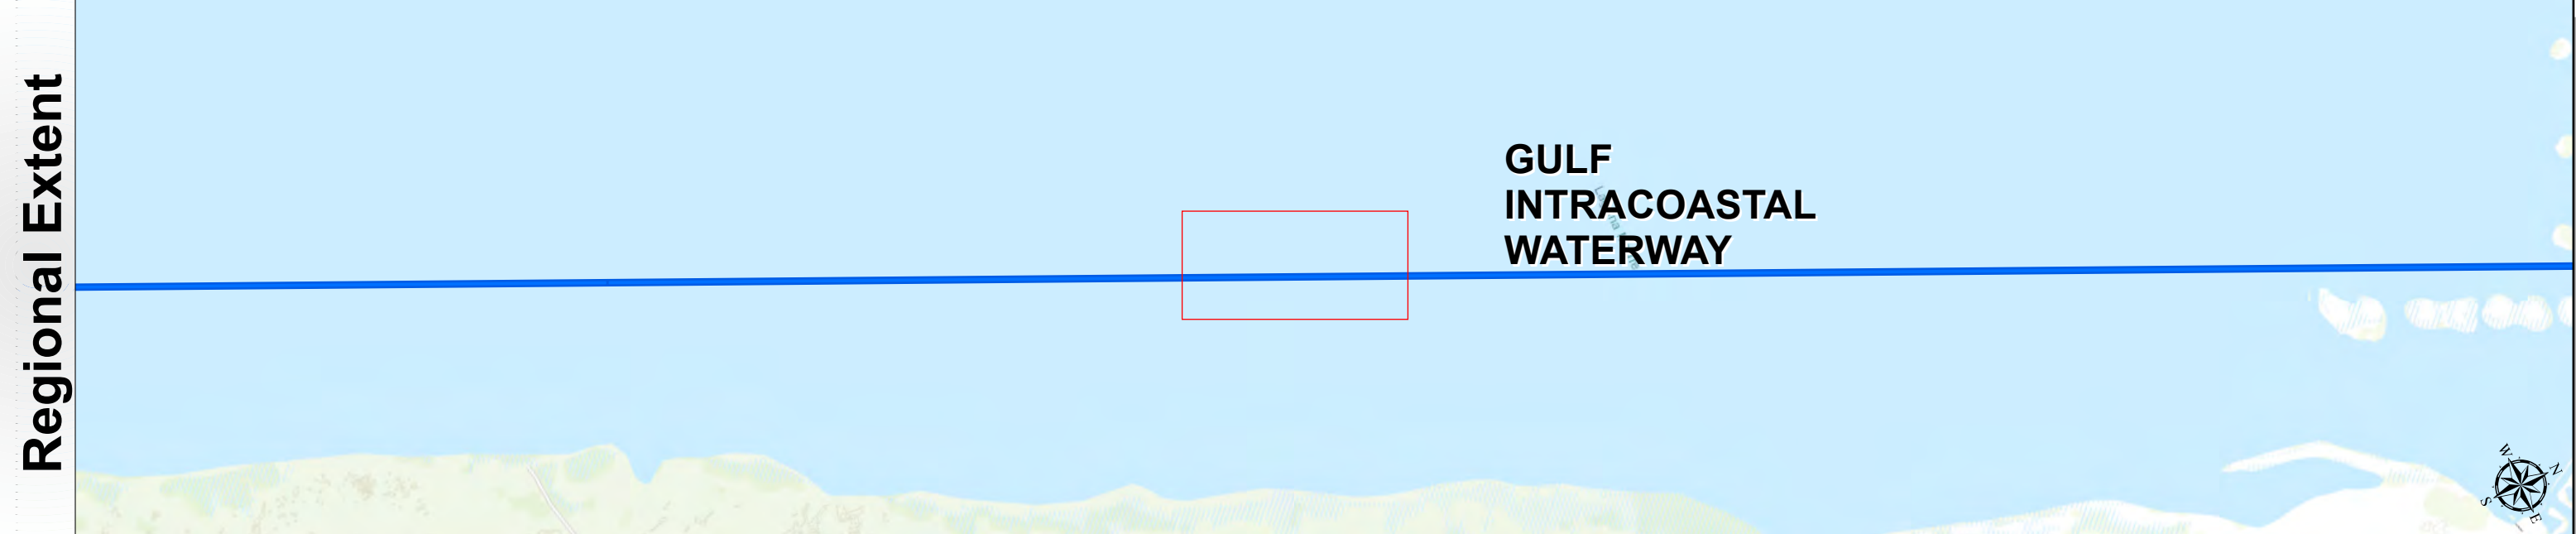 Regional Extent
GULF
INTRACOASTAL
WATERWAY
W
N
S
E